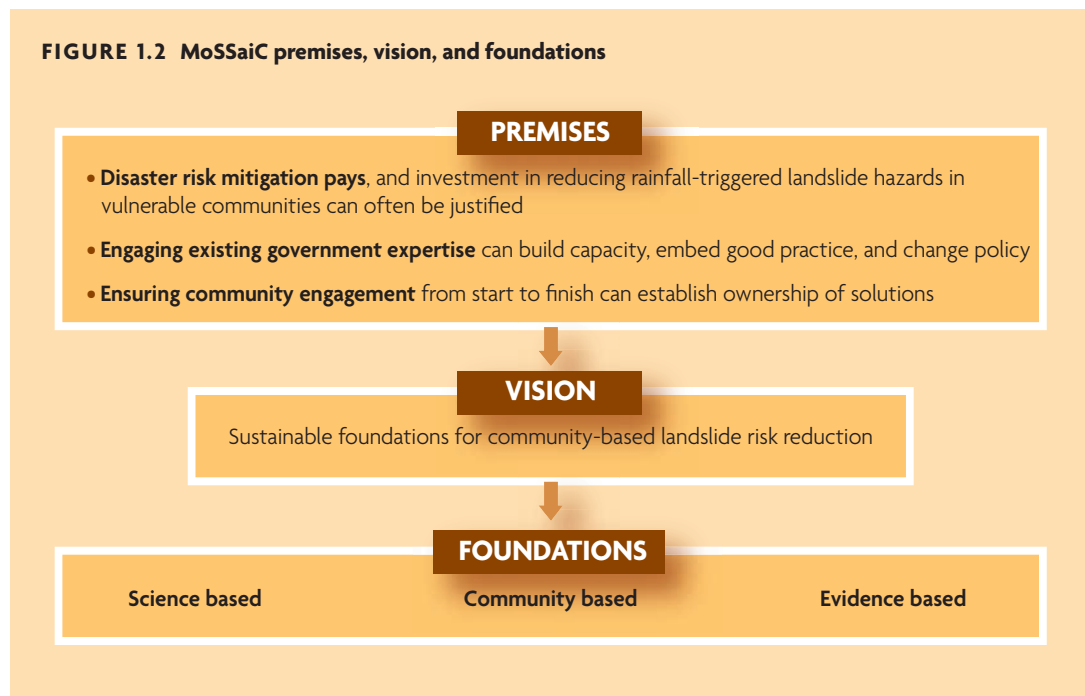 FIGURE 1.2 MoSSaiC premises, vision, and foundations
PREMISES
• Disaster risk mitigation pays, and investment in reducing rainfall-triggered landslide hazards in
vulnerable communities can often be justified
• Engaging existing government expertise can build capacity, embed good practice, and change policy
• Ensuring community engagement from start to finish can establish ownership of solutions
VISION
Sustainable foundations for community-based landslide risk reduction
FOUNDATIONS
Science based Community based Evidence based